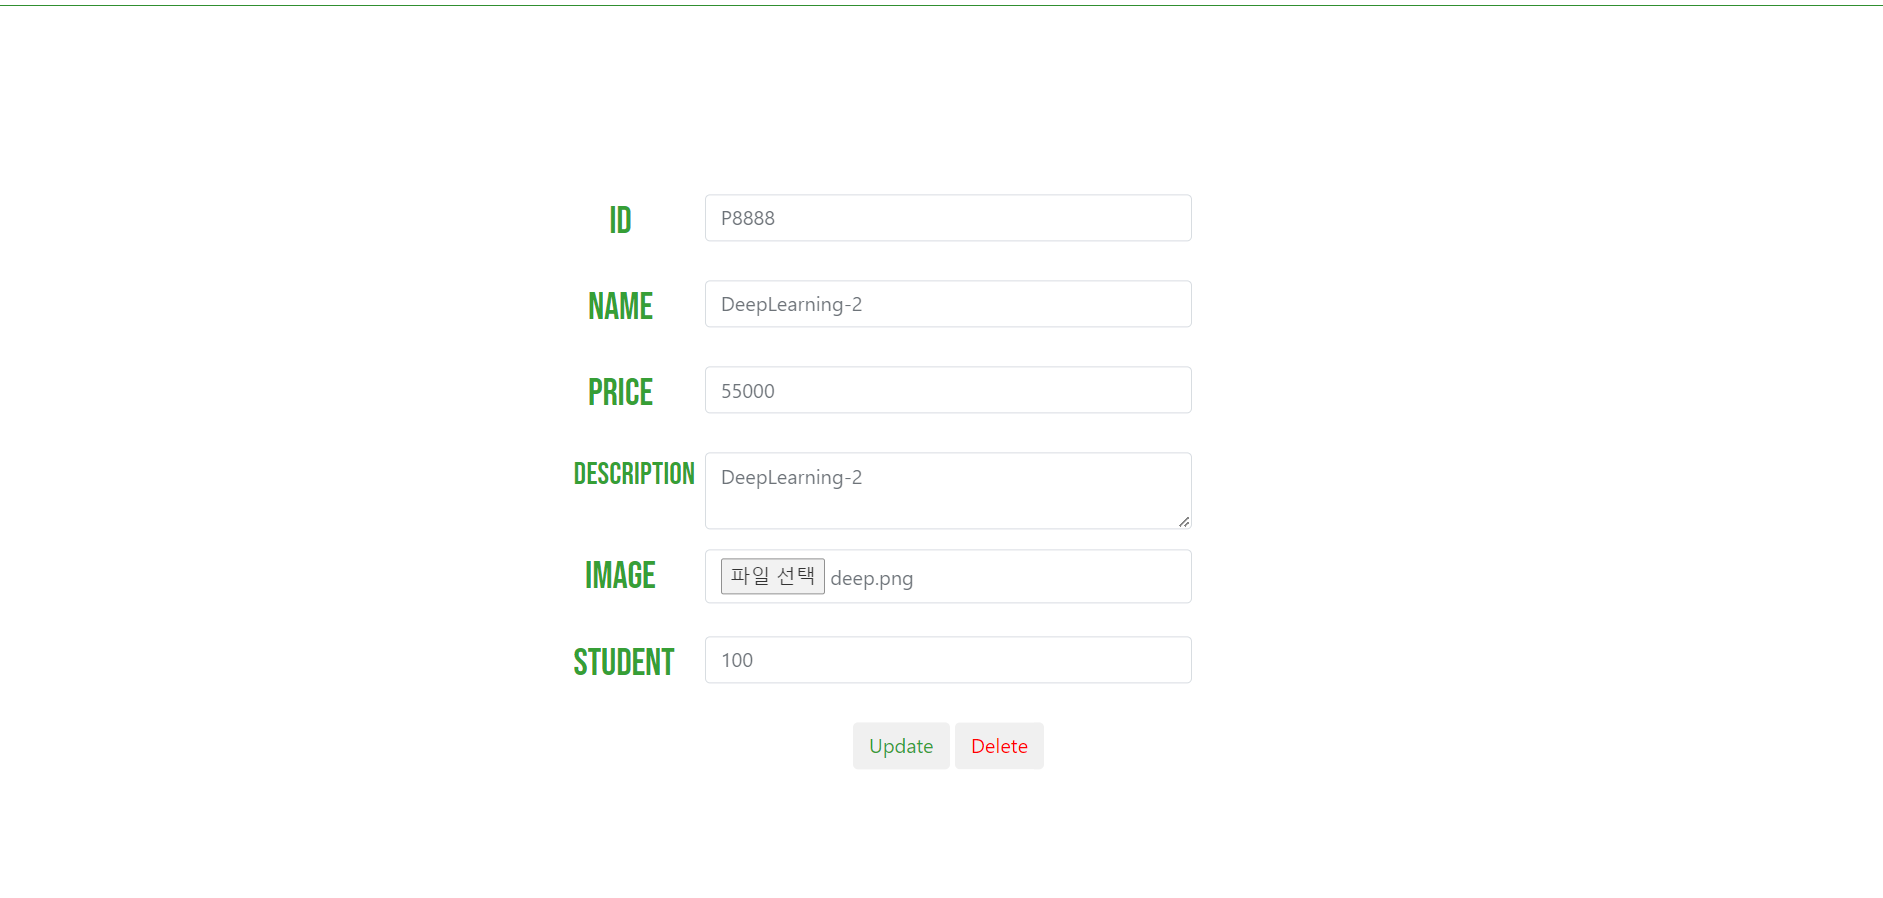 ID P8888
NAME DeepLearning-2
PRICE 55000
DESCRIPTION DeepLearning-2
IMAGE 파일 선택 deep.png
STUDENT 100
Update Delete